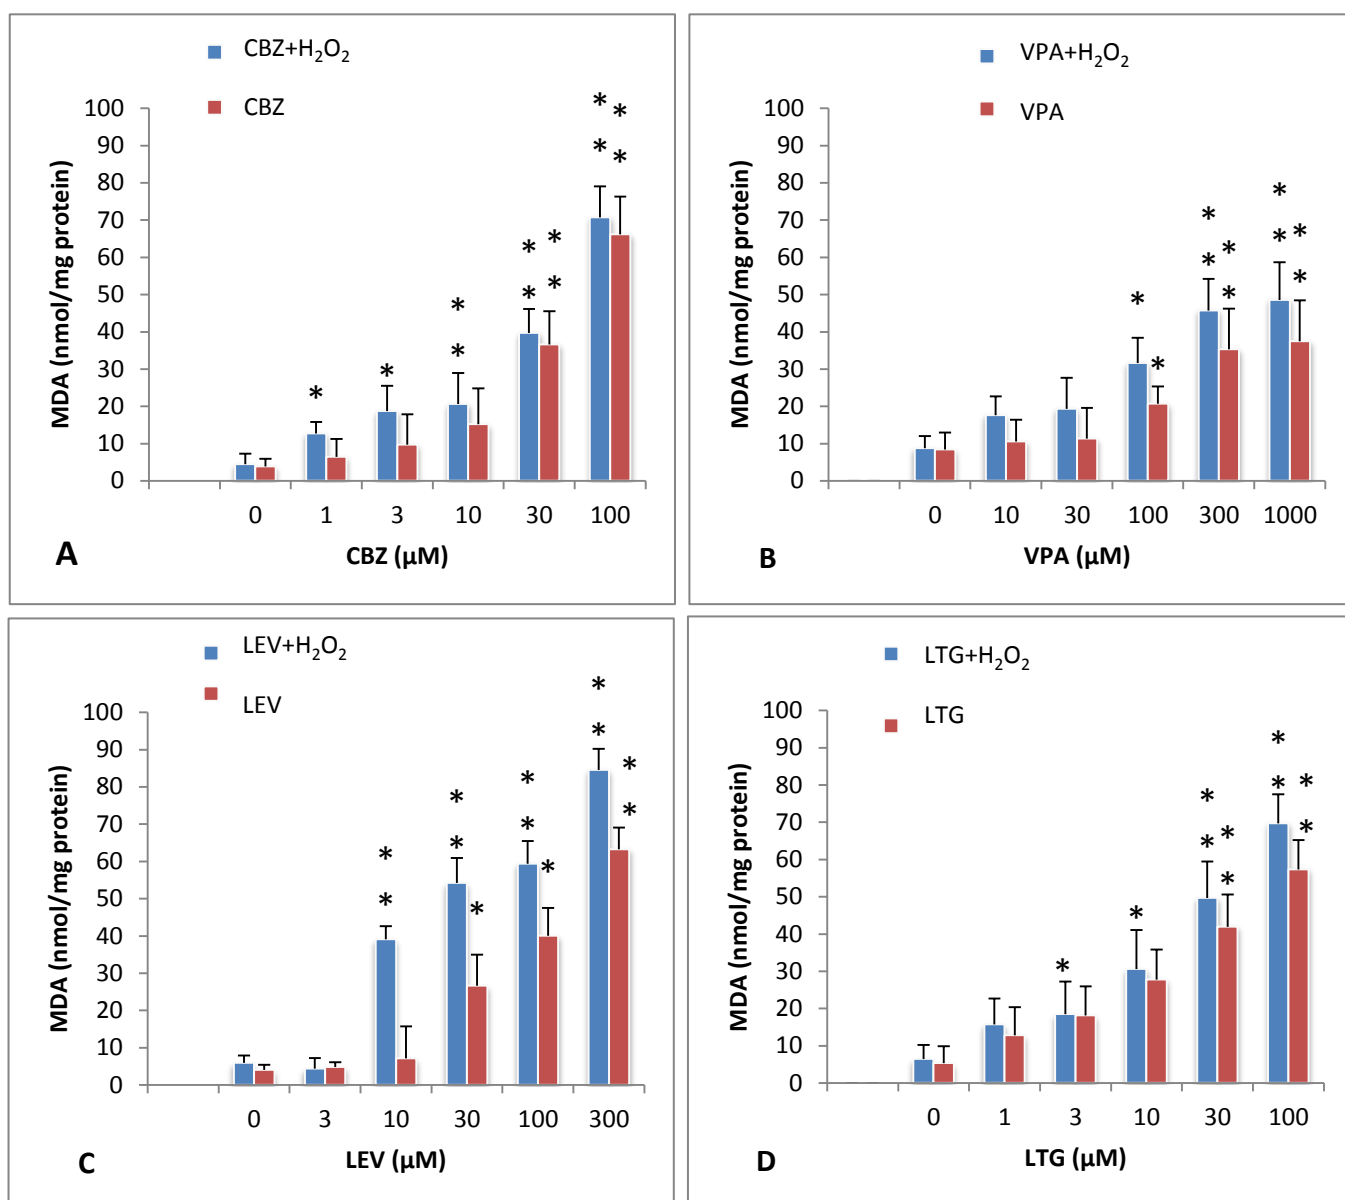 CBZ+H₂O₂
CBZ
MDA (nmol/mg protein)
100
90
80
70
60
50
40
30
20
10
0
* * * * * * * * * *
* *
0 1 3 10 30 100
CBZ (µM)
A
VPA+H₂O₂
VPA
MDA (nmol/mg protein)
100
90
80
70
60
50
40
30
20
10
0
* * * * * * * * * *
0 10 30 100 300 1000
VPA (µM)
B
LEV+H₂O₂
LEV
MDA (nmol/mg protein)
100
90
80
70
60
50
40
30
20
10
0
* * * * * * * * * * * *
0 3 10 30 100 300
LEV (µM)
C
LTG+H₂O₂
LTG
MDA (nmol/mg protein)
100
90
80
70
60
50
40
30
20
10
0
* * * * * * * * * *
0 1 3 10 30 100
LTG (µM)
D